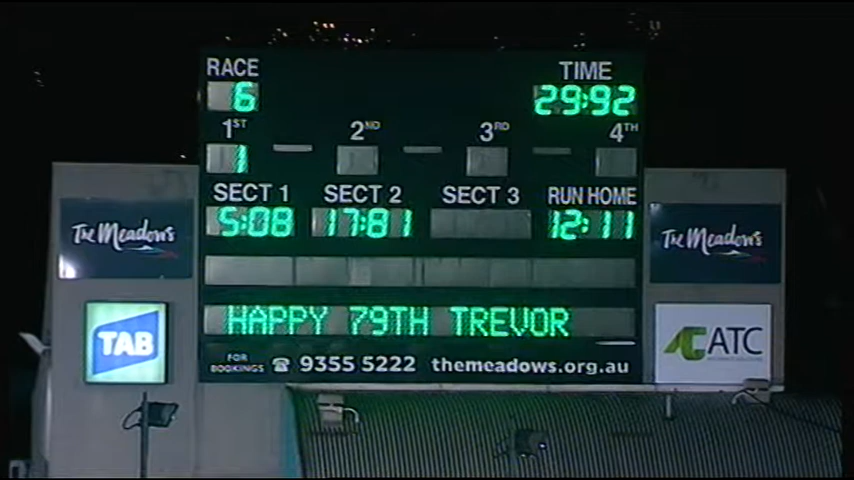 RACE TIME
6 29:92
1ST 2ND 3RD 4TH
1
SECT 1 SECT 2 SECT 3 RUN HOME
5:08 17:81 12:11
The Meadows
The Meadows
HAPPY 79TH TREVOR
TAB
ATC
FOR BOOKINGS ☎ 9355 5222 themeadows.org.au